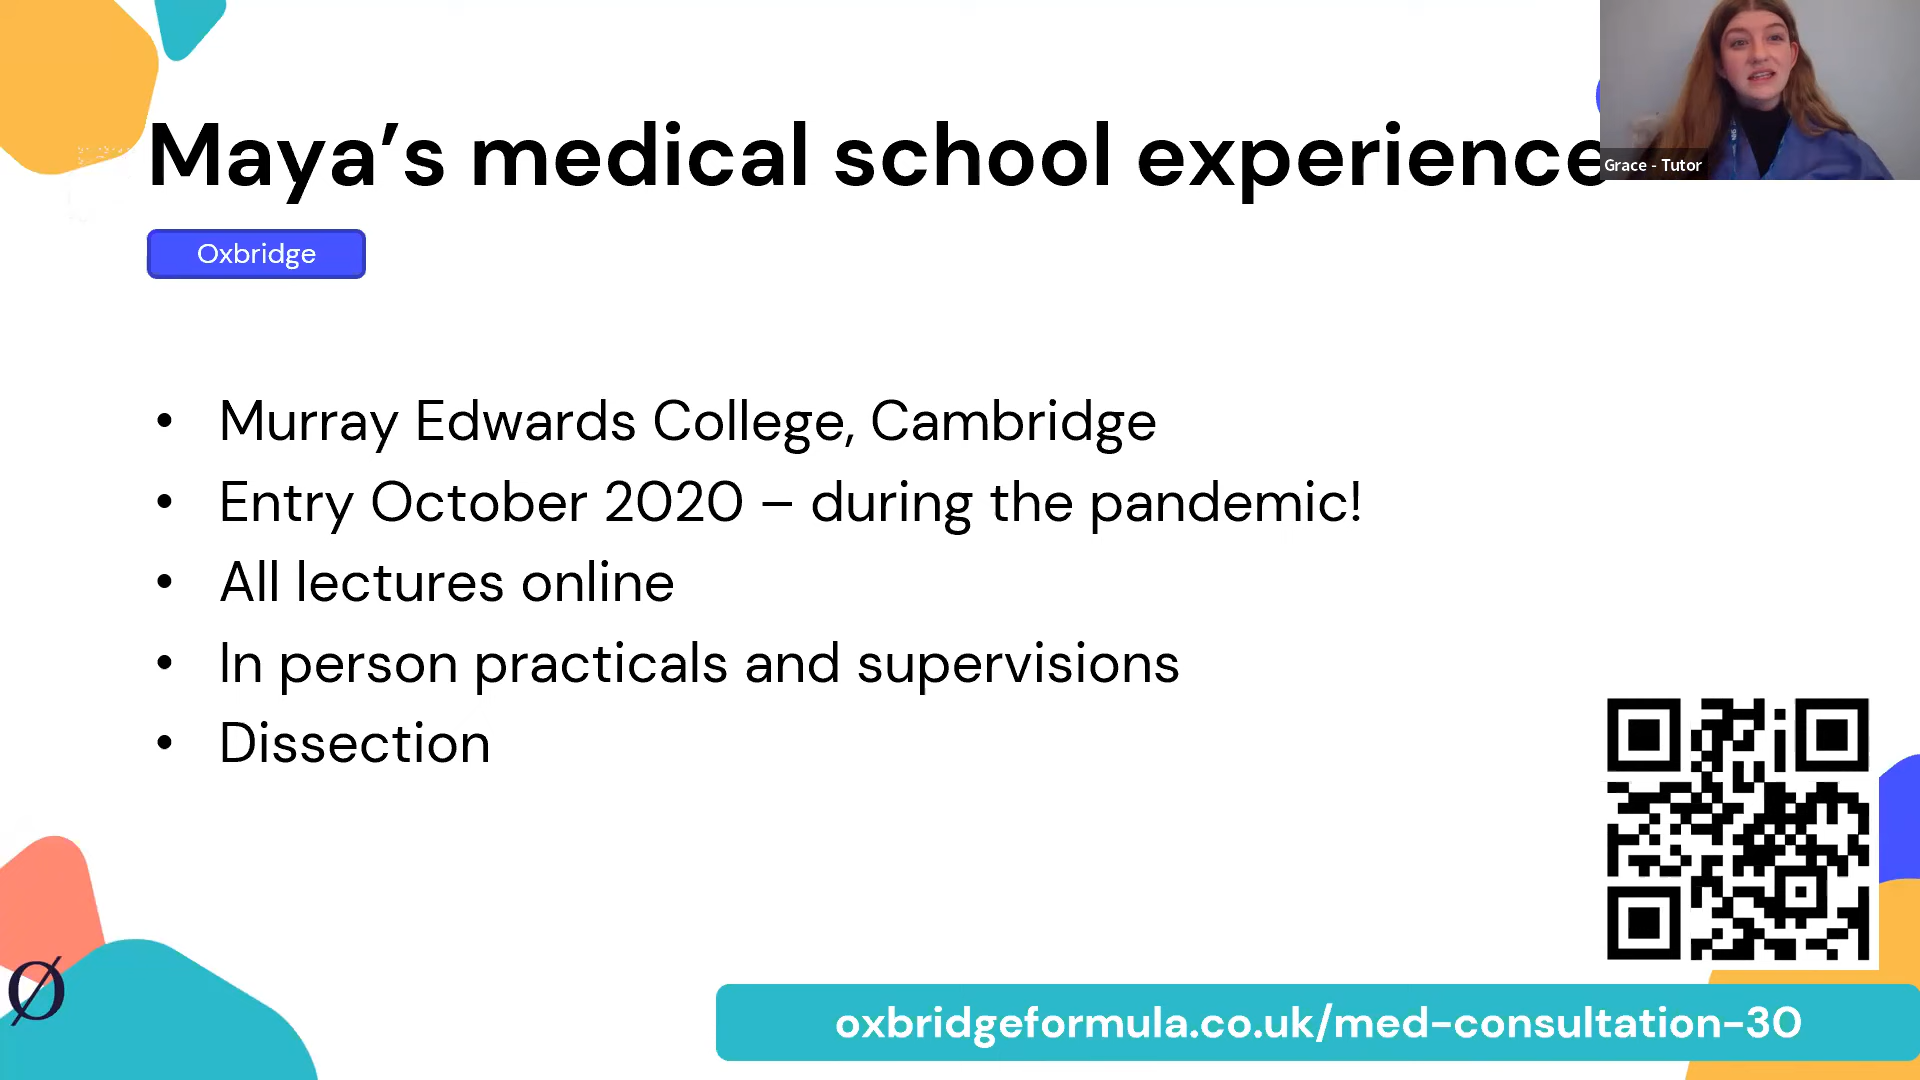 Maya’s medical school experience
Grace - Tutor
Oxbridge
• Murray Edwards College, Cambridge
• Entry October 2020 – during the pandemic!
• All lectures online
• In person practicals and supervisions
• Dissection
Ø
oxbridgeformula.co.uk/med-consultation-30